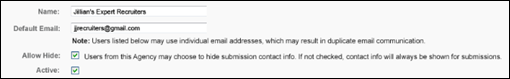 Name: Jillian's Expert Recruiters
Default Email: jjrecruiters@gmail.com
Note: Users listed below may use individual email addresses, which may result in duplicate email communication.
Allow Hide: Users from this Agency may choose to hide submission contact info. If not checked, contact info will always be shown for submissions.
Active: